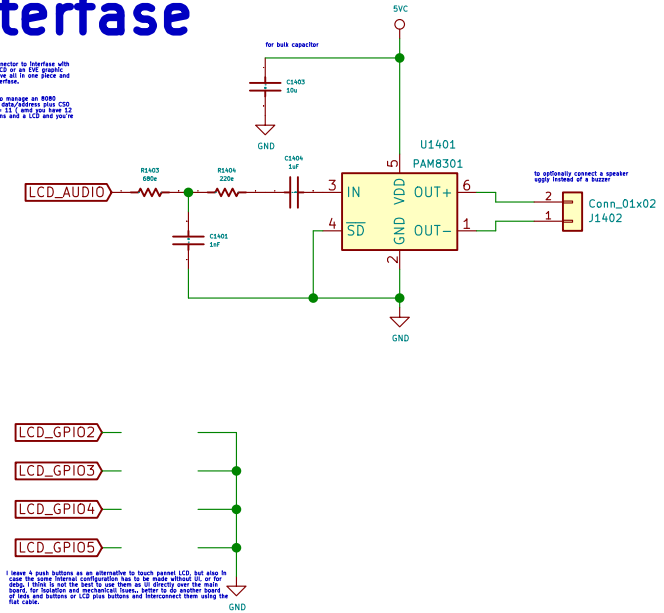 terfase
5VC
for bulk capacitor
nector to interfase with
CD or an EVE graphic
ve all in one piece and
erfase.
C1403
10u
o manage an 8080
data/address plus CS0
= 11 ( amd you have 12
ns and a LCD and you're
GND
U1401
PAM8301
R1403
680e
R1404
220e
C1404
1uF
to optionally connect a speaker
uggly instead of a buzzer
LCD_AUDIO
3 IN
5 VDD
OUT+ 6
2
Conn_01x02
1
J1402
4 SD
GND 2
OUT- 1
C1401
1nF
GND
LCD_GPIO2
LCD_GPIO3
LCD_GPIO4
LCD_GPIO5
I leave 4 push buttons as an alternative to touch pannel LCD, but also in
case the some internal configuration has to be made without UI, or for
debg. I think is not the best to use them as UI directly over the main
board, for isolation and mechanicall isues.. better to do another board
of leds and buttons or LCD plus buttons and interconnect them using the
flat cable.
GND